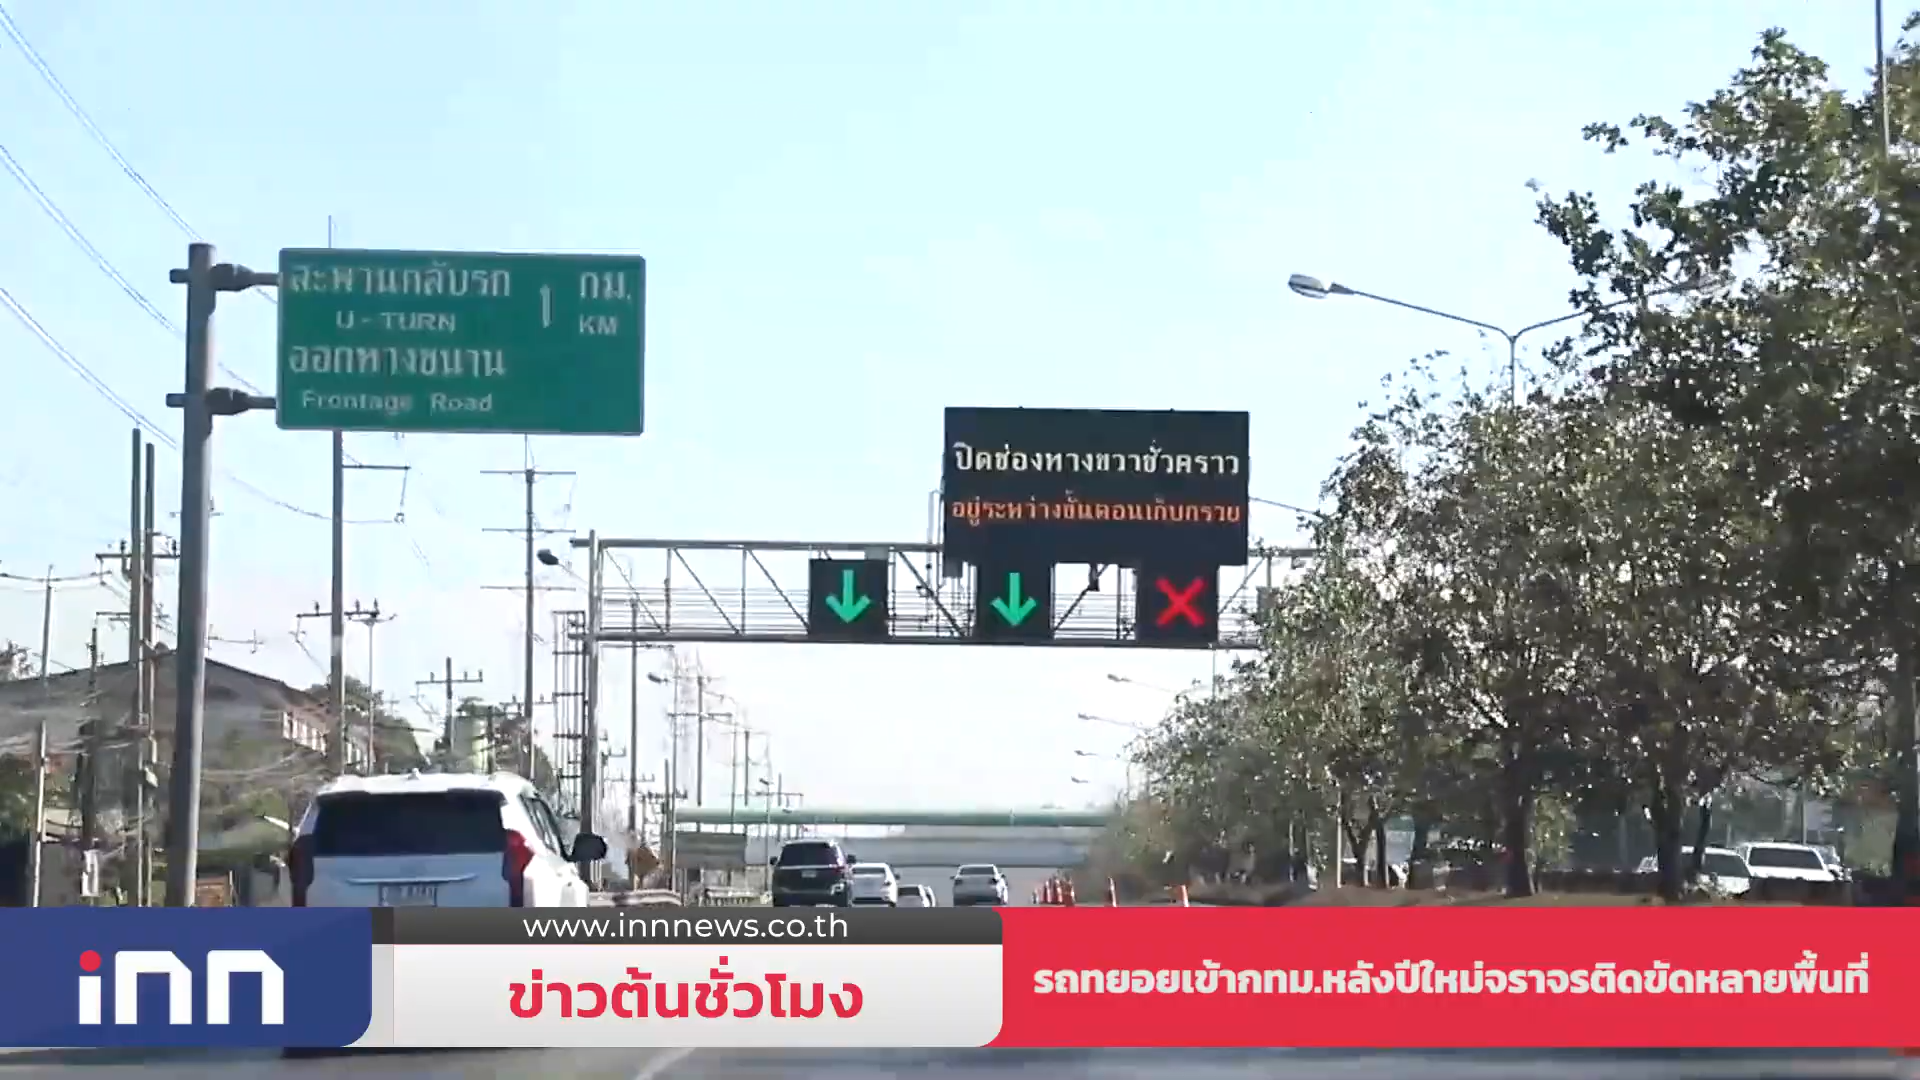 สะพานกลับรถ 1 กม.
U - TURN KM
ออกทางขนาน
Frontage Road
ปิดช่องทางขวาชั่วคราว
อยู่ระหว่างขั้นตอนเก็บกรวย
inn
www.innnews.co.th
ข่าวต้นชั่วโมง
รถทยอยเข้ากทม.หลังปีใหม่จราจรติดขัดหลายพื้นที่